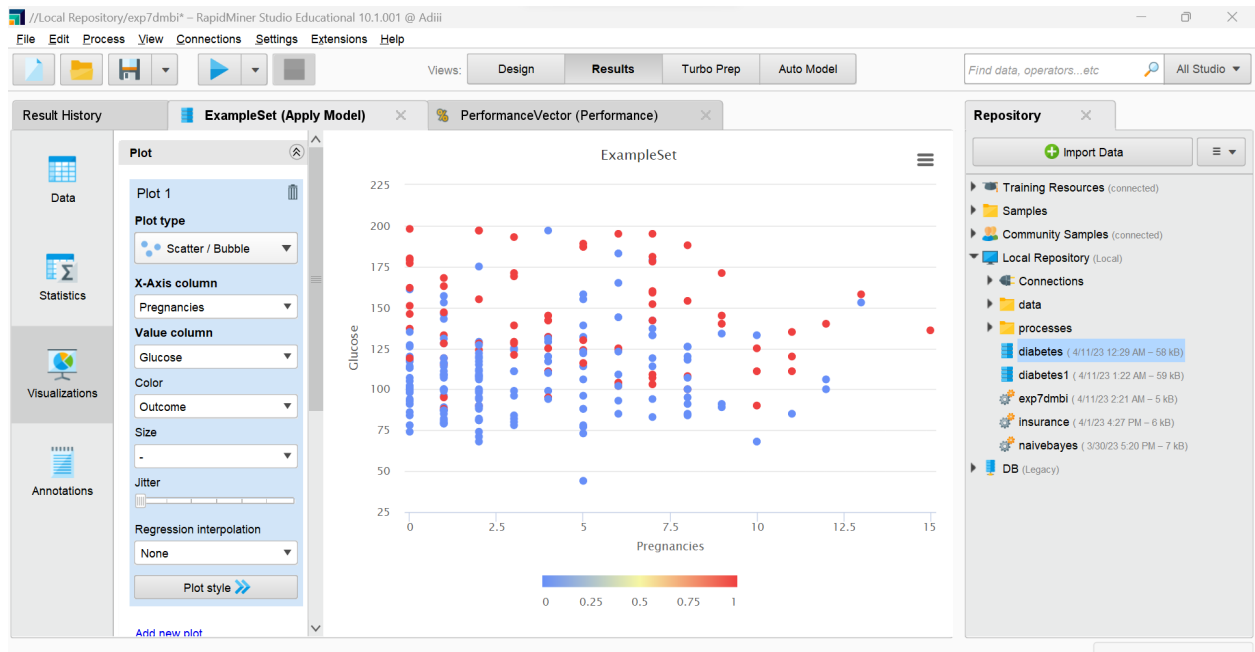 //Local Repository/exp7dmbi* – RapidMiner Studio Educational 10.1.001 @ Adiii
File Edit Process View Connections Settings Extensions Help
Views: Design Results Turbo Prep Auto Model
Find data, operators...etc
All Studio
Result History
ExampleSet (Apply Model)
PerformanceVector (Performance)
Repository
Data
Statistics
Visualizations
Annotations
Plot
Plot 1
Plot type
Scatter / Bubble
X-Axis column
Pregnancies
Value column
Glucose
Color
Outcome
Size
-
Jitter
Regression interpolation
None
Plot style
Add new plot
ExampleSet
225
200
175
150
125
100
75
50
25
Glucose
0 2.5 5 7.5 10 12.5 15
Pregnancies
0 0.25 0.5 0.75 1
Import Data
Training Resources (connected)
Samples
Community Samples (connected)
Local Repository (Local)
Connections
data
processes
diabetes ( 4/11/23 12:29 AM – 58 kB)
diabetes1 ( 4/11/23 1:22 AM – 59 kB)
exp7dmbi ( 4/11/23 2:21 AM – 5 kB)
insurance ( 4/1/23 4:27 PM – 6 kB)
naivebayes ( 3/30/23 5:20 PM – 7 kB)
DB (Legacy)